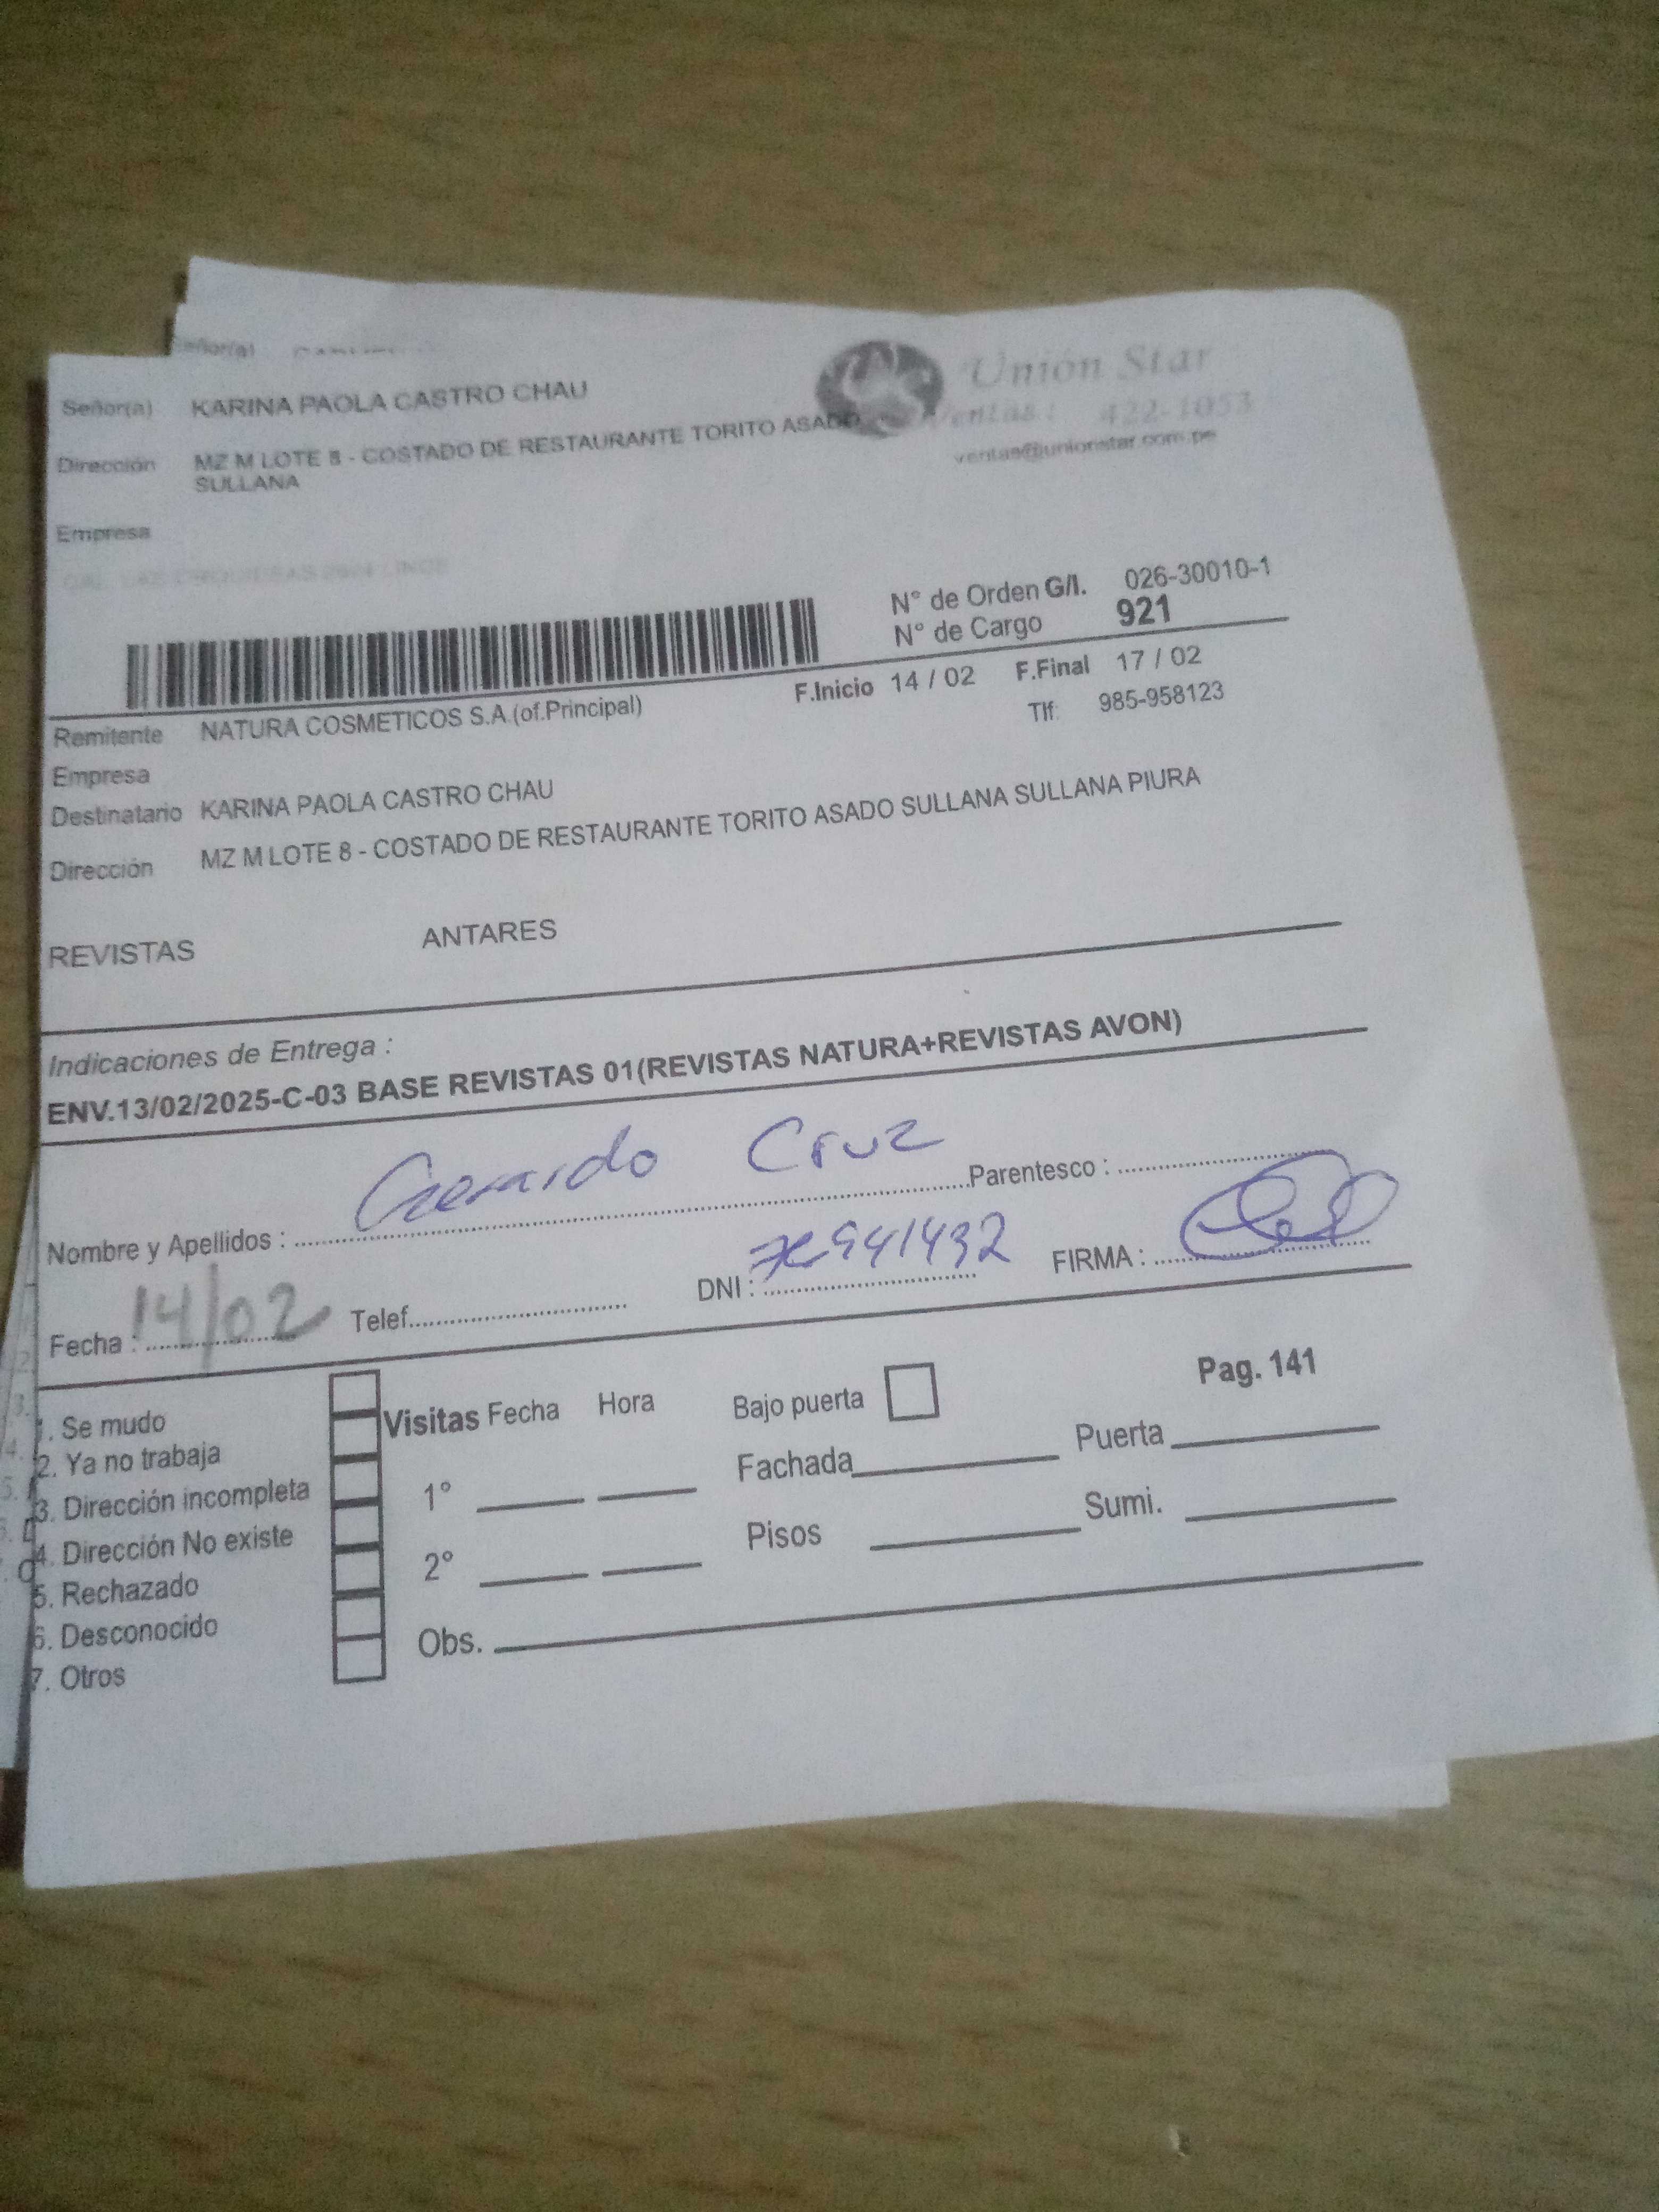 Señor(a)
Señor(a) KARINA PAOLA CASTRO CHAU
Unión Star
Ventas : 422-1053
ventas@unionstar.com.pe
Dirección MZ M LOTE 8 - COSTADO DE RESTAURANTE TORITO ASADO
SULLANA
Empresa
N° de Orden G/I. 026-30010-1
N° de Cargo 921
F.Inicio 14 / 02 F.Final 17 / 02
Remitente NATURA COSMETICOS S.A.(of.Principal)
Tlf: 985-958123
Empresa
Destinatario KARINA PAOLA CASTRO CHAU
Dirección MZ M LOTE 8 - COSTADO DE RESTAURANTE TORITO ASADO SULLANA SULLANA PIURA
REVISTAS ANTARES
Indicaciones de Entrega :
ENV.13/02/2025-C-03 BASE REVISTAS 01(REVISTAS NATURA+REVISTAS AVON)
Nombre y Apellidos : Gerardo Cruz Parentesco :
Fecha : 14/02 Telef. DNI : FIRMA :
Pag. 141
1. Se mudo
2. Ya no trabaja
3. Dirección incompleta
4. Dirección No existe
5. Rechazado
6. Desconocido
7. Otros
Visitas Fecha Hora
1°
2°
Obs.
Bajo puerta
Fachada Puerta
Pisos Sumi.